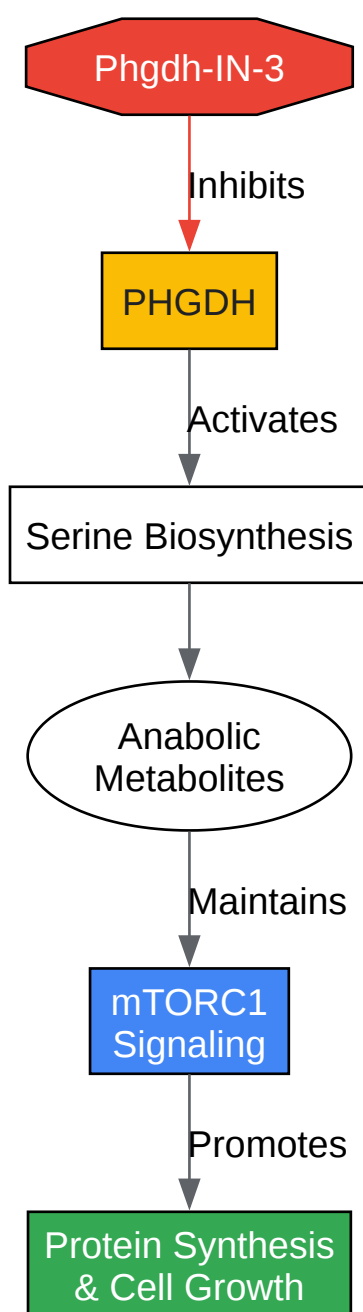 Phgdh-IN-3
Inhibits
PHGDH
Activates
Serine Biosynthesis
Anabolic
Metabolites
Maintains
mTORC1
Signaling
Promotes
Protein Synthesis
& Cell Growth